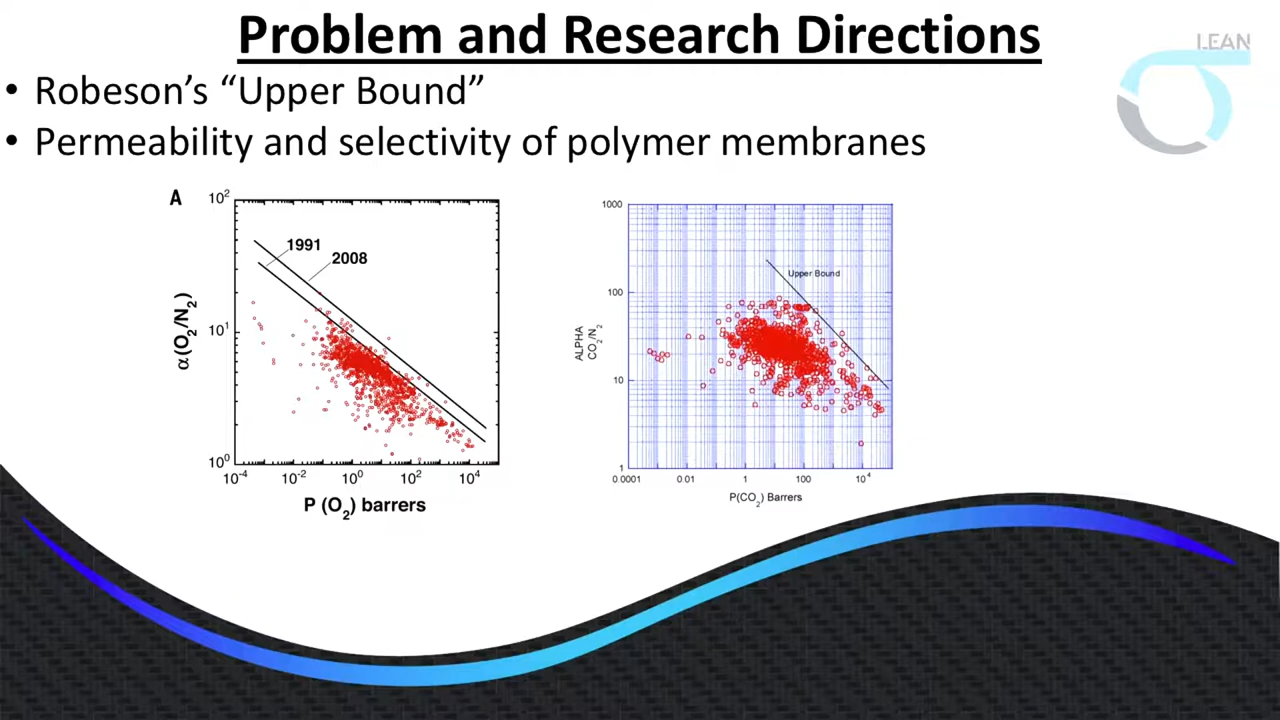 Problem and Research Directions
LEAN
• Robeson’s “Upper Bound”
• Permeability and selectivity of polymer membranes
A
10²
1991
2008
10¹
α(O₂/N₂)
10⁰
10⁻⁴ 10⁻² 10⁰ 10² 10⁴
P (O₂) barrers
1000
Upper Bound
100
ALPHA
CO₂/N₂
10
1
0.0001 0.01 1 100 10⁴
P(CO₂) Barrers